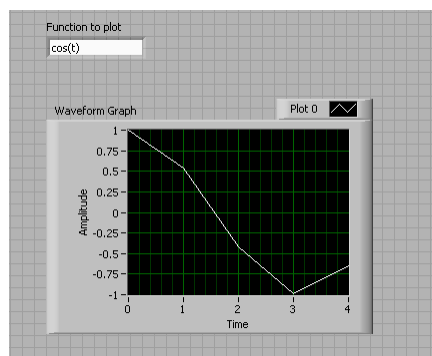 Function to plot
cos(t)
Plot 0
Waveform Graph
1
0.75
0.5
0.25
0
-0.25
-0.5
-0.75
-1
Amplitude
0 1 2 3 4
Time